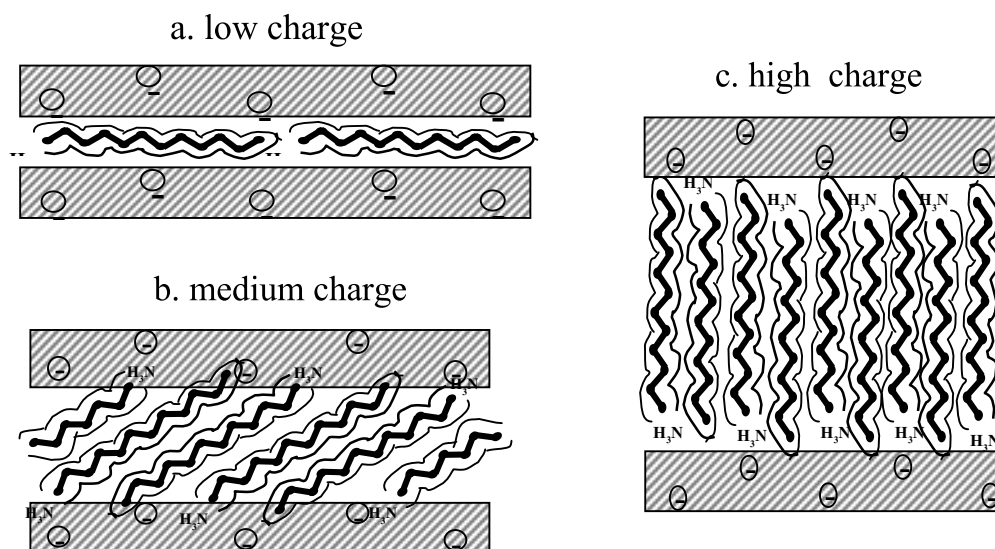 a. low charge
b. medium charge
H₃N
H₃N
H₃N
H₃N
H₃N
H₃N
c. high charge
H₃N
H₃N
H₃N
H₃N
H₃N
H₃N
H₃N
H₃N
H₃N